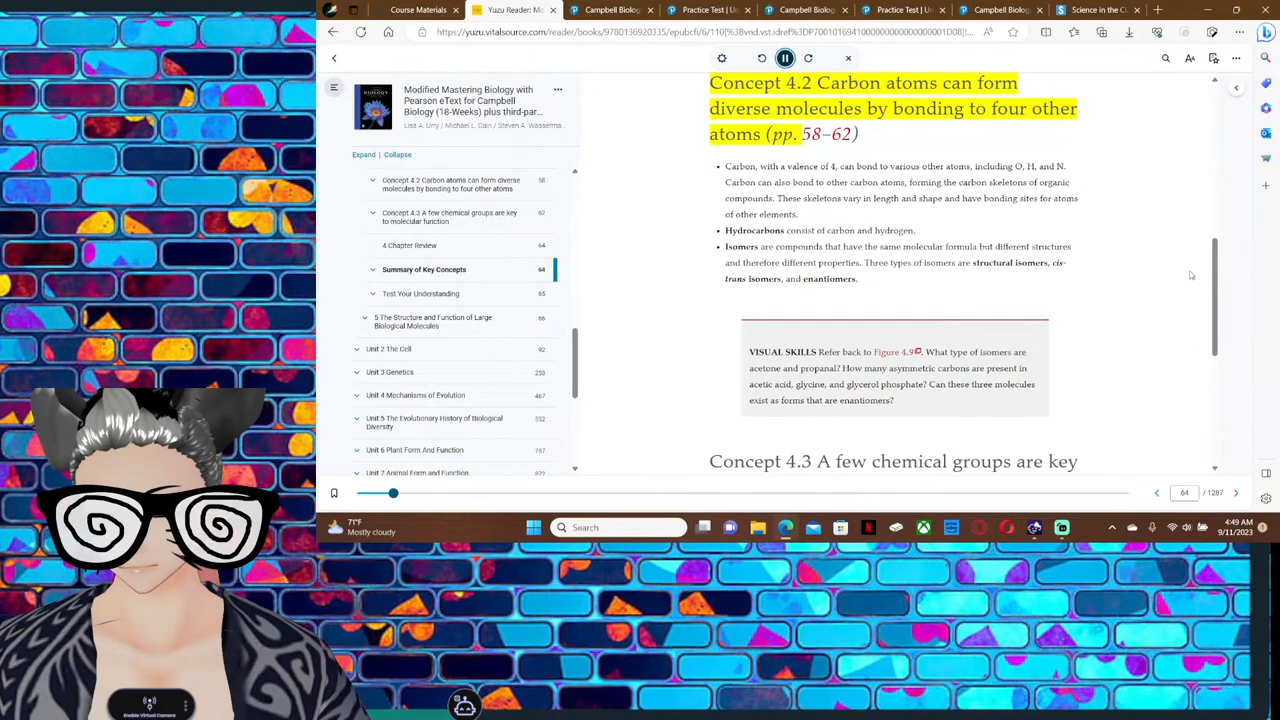 Course Materials
Yuzu Reader: Mo
Campbell Biology
Practice Test
Practice Test | Un
Campbell Biolog
Campbell Biolog
Science in the C
https://yuzu.vitalsource.com/reader/books/9780136920335/epubcfi/6/110[%3Bvnd.vst.idref%3DP70010169410000000000000000001D08]!...
Modified Mastering Biology with
Pearson eText for Campbell
Biology (18-Weeks) plus third-par...
Lisa A. Urry / Michael L. Cain / Steven A. Wasserma...
Expand | Collapse
Concept 4.2 Carbon atoms can form diverse
molecules by bonding to four other atoms
58
Concept 4.3 A few chemical groups are key
to molecular function
62
4 Chapter Review
64
Summary of Key Concepts
64
Test Your Understanding
65
5 The Structure and Function of Large
Biological Molecules
66
Unit 2 The Cell
92
Unit 3 Genetics
253
Unit 4 Mechanisms of Evolution
467
Unit 5 The Evolutionary History of Biological
Diversity
552
Unit 6 Plant Form And Function
757
Unit 7 Animal Form and Function
872
Concept 4.2 Carbon atoms can form
diverse molecules by bonding to four other
atoms (pp. 58–62)
• Carbon, with a valence of 4, can bond to various other atoms, including O, H, and N.
Carbon can also bond to other carbon atoms, forming the carbon skeletons of organic
compounds. These skeletons vary in length and shape and have bonding sites for atoms
of other elements.
• Hydrocarbons consist of carbon and hydrogen.
• Isomers are compounds that have the same molecular formula but different structures
and therefore different properties. Three types of isomers are structural isomers, cis-
trans isomers, and enantiomers.
VISUAL SKILLS Refer back to Figure 4.9. What type of isomers are
acetone and propanal? How many asymmetric carbons are present in
acetic acid, glycine, and glycerol phosphate? Can these three molecules
exist as forms that are enantiomers?
Concept 4.3 A few chemical groups are key
64 / 1287
71°F
Mostly cloudy
Search
4:49 AM
9/11/2023
Enable Virtual Camera